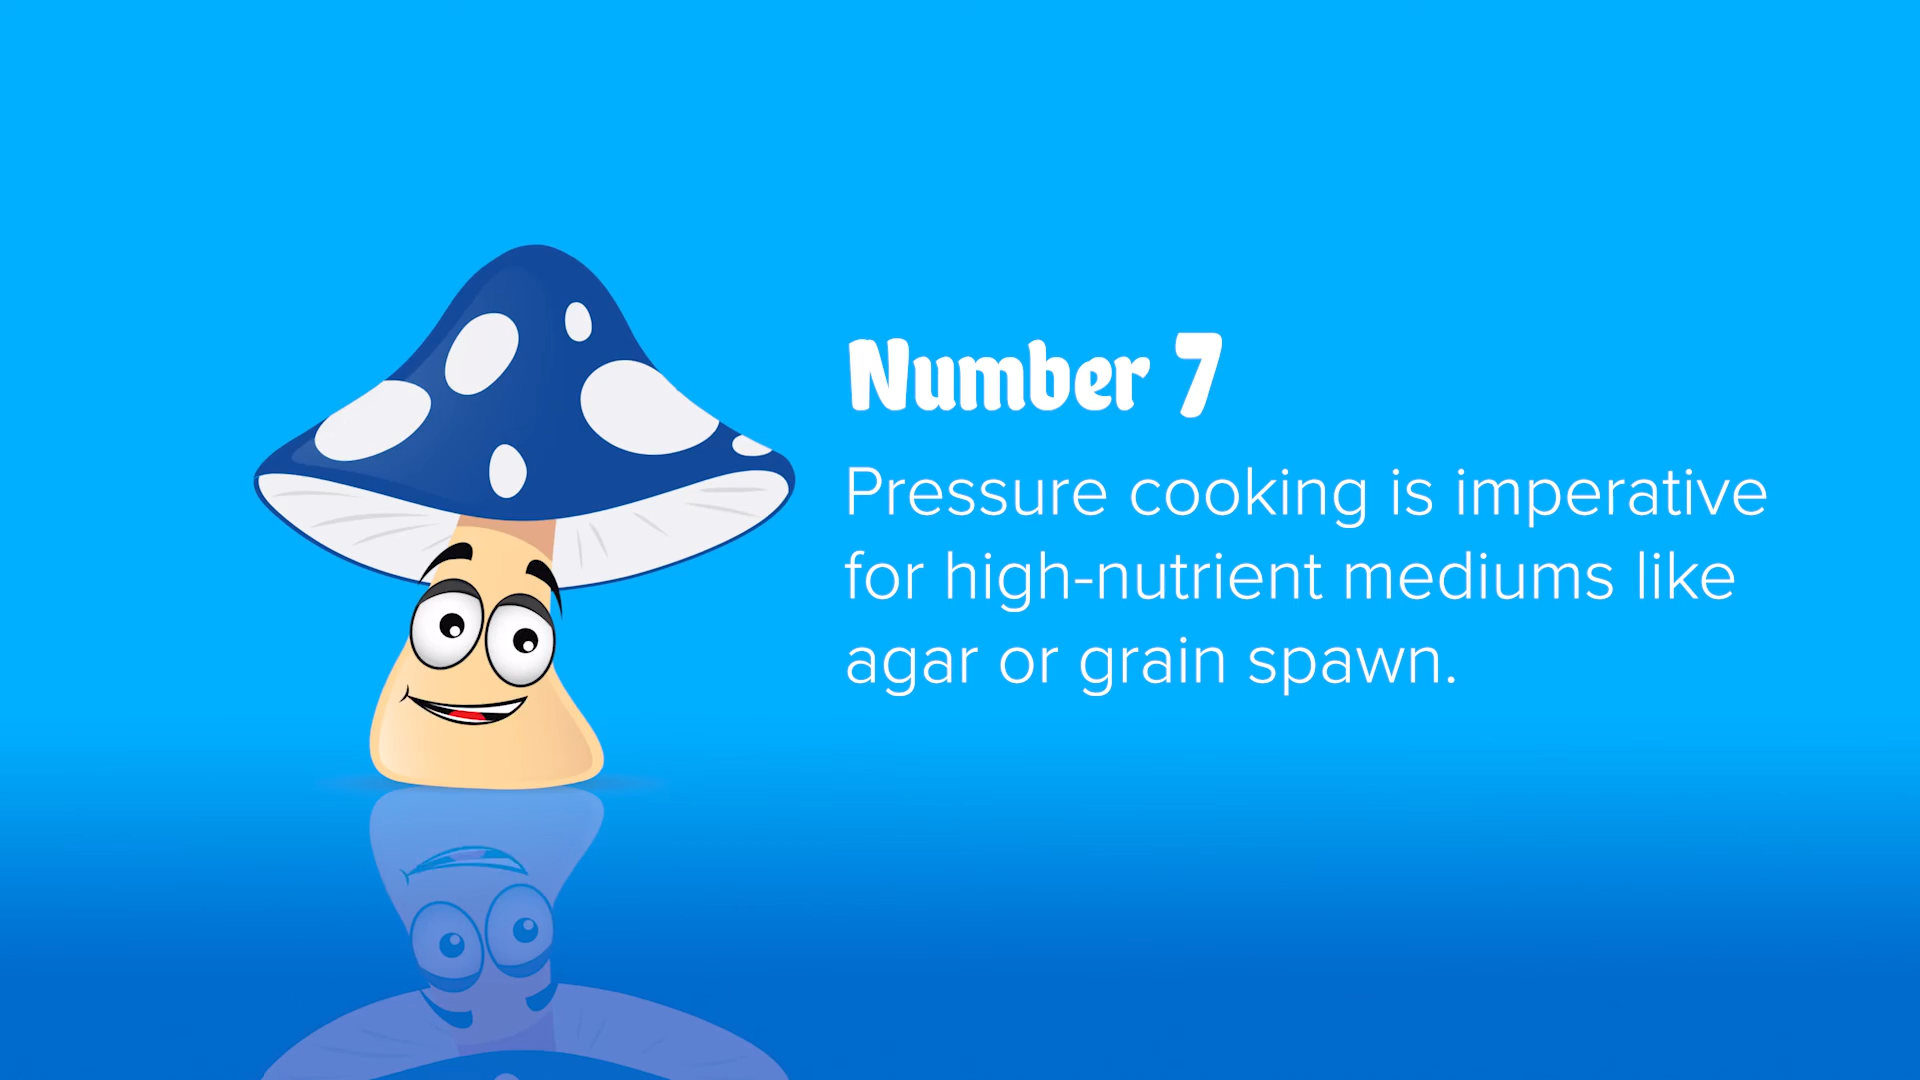 Number 7
Pressure cooking is imperative
for high-nutrient mediums like
agar or grain spawn.